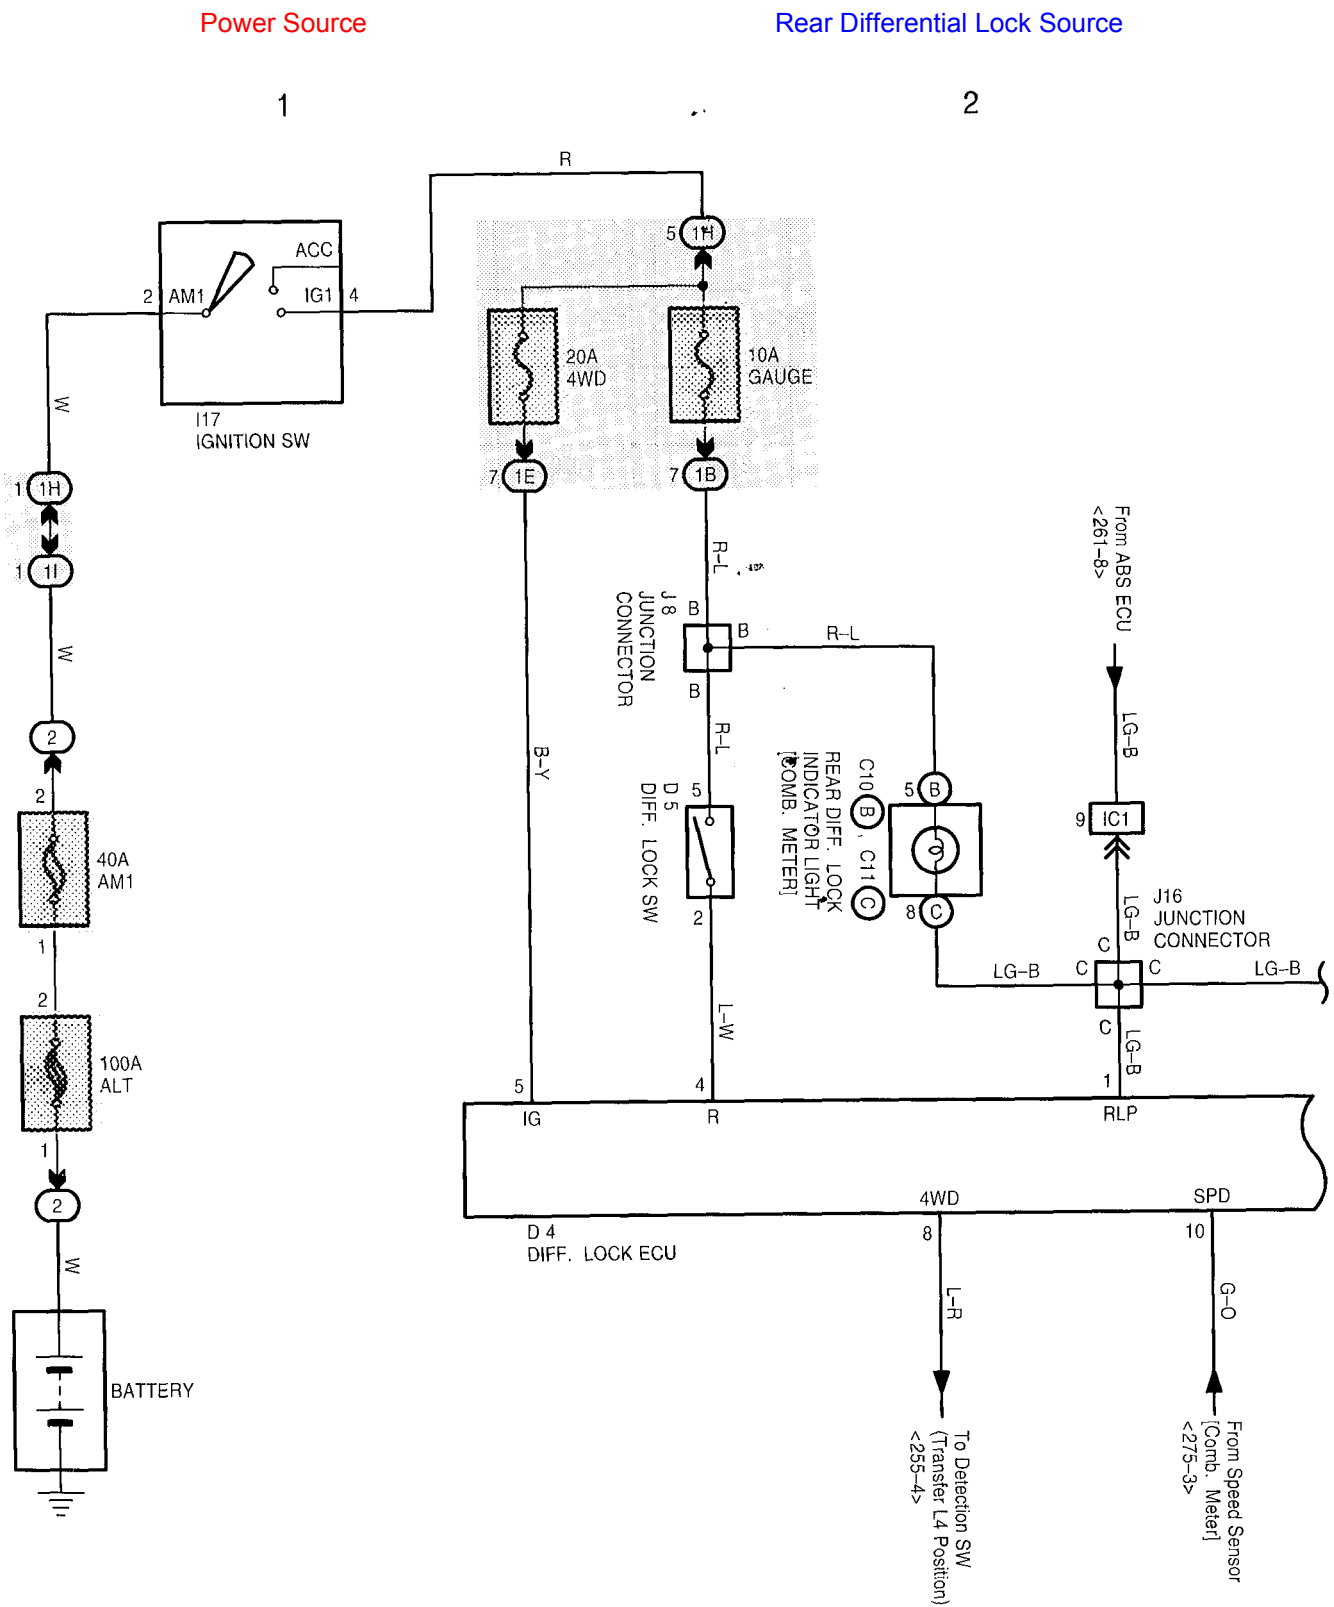 Power Source
Rear Differential Lock Source
1
2
R
5 1H
ACC
2 AM1
IG1 4
20A
4WD
10A
GAUGE
W
I17
IGNITION SW
7 1E
7 1B
1 1H
1 1I
R-L
From ABS ECU
<261-8>
J 8
JUNCTION
CONNECTOR
B
B
B
R-L
W
R-L
LG-B
2
B-Y
D 5
DIFF. LOCK SW
5
2
REAR DIFF. LOCK
INDICATOR LIGHT
[COMB. METER]
C10 B , C11 C
5 B
8 C
9 IC1
2
40A
AM1
1
LG-B
J16
JUNCTION
CONNECTOR
C
C
C
C
LG-B
LG-B
LG-B
L-W
2
100A
ALT
1
5
4
1
IG
R
RLP
2
4WD
SPD
D 4
DIFF. LOCK ECU
8
10
W
L-R
G-O
BATTERY
To Detection SW
(Transfer L4 Position)
<255-4>
From Speed Sensor
[Comb. Meter]
<275-3>